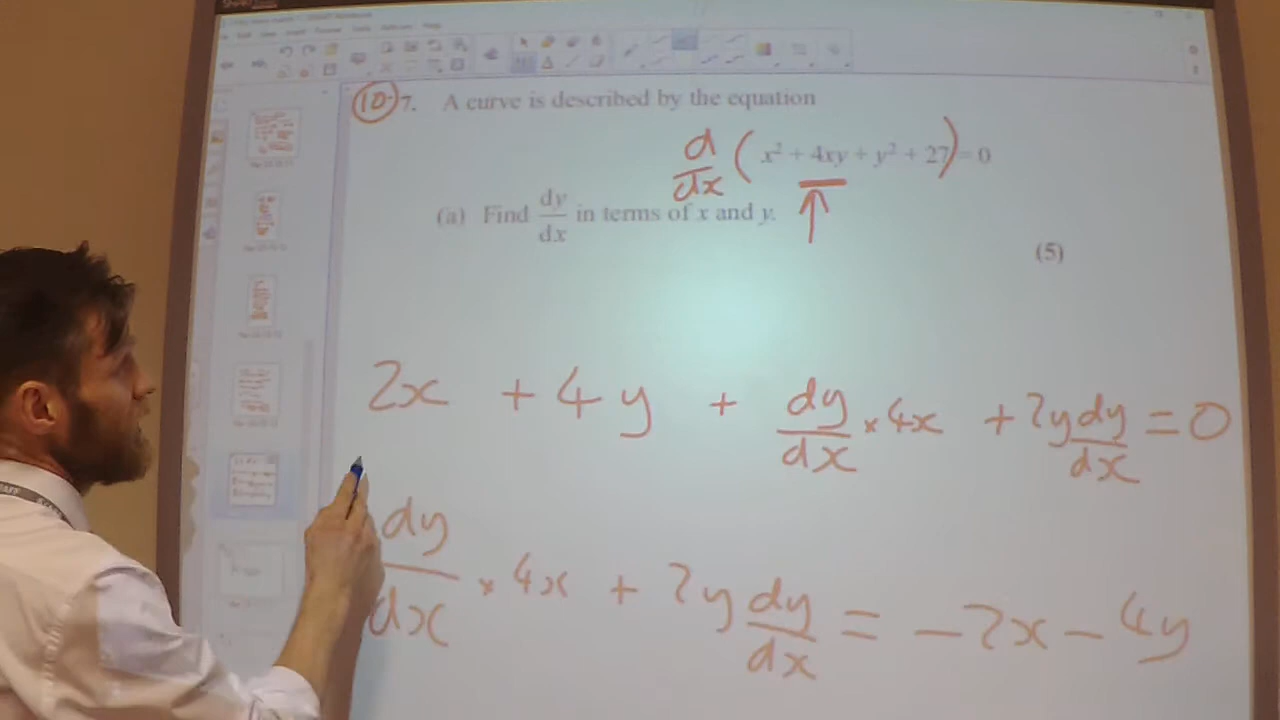 10 7. A curve is described by the equation
d/dx ( x² + 4xy + y² + 27) = 0
(a) Find dy/dx in terms of x and y.
(5)
2x + 4y + dy/dx × 4x + 2y dy/dx = 0
dy/dx × 4x + 2y dy/dx = -2x - 4y